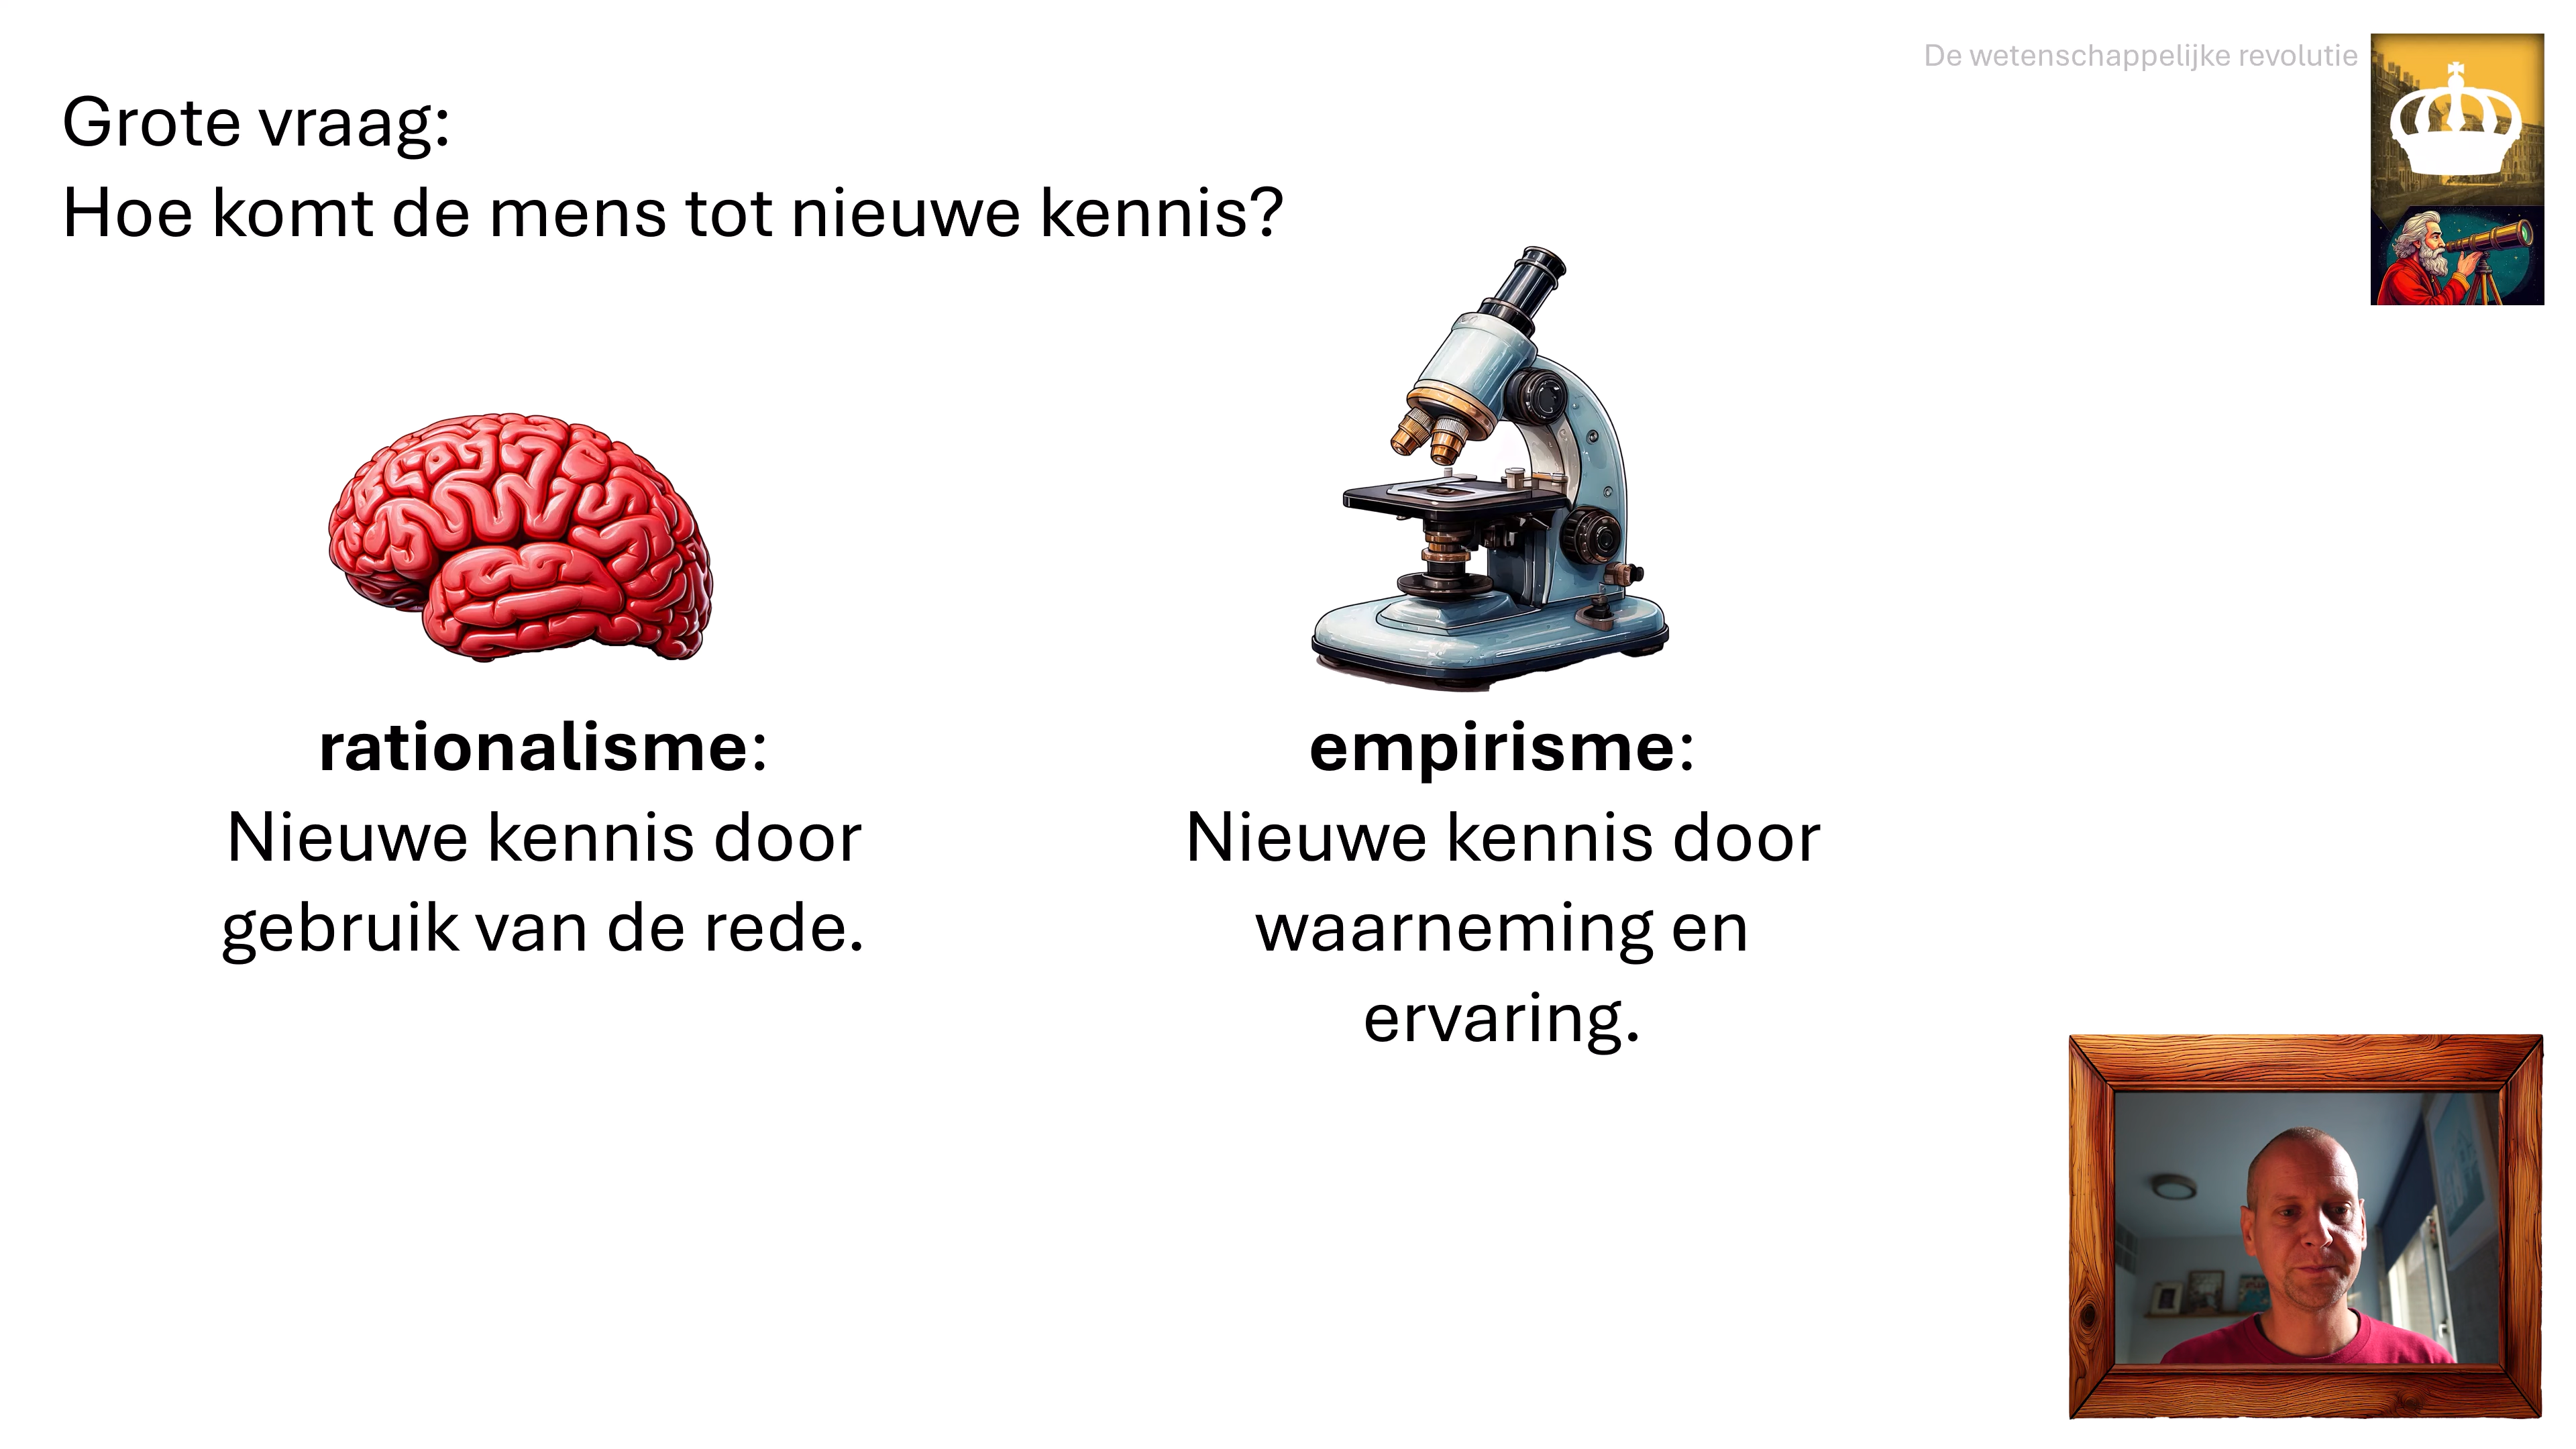 De wetenschappelijke revolutie
Grote vraag:
Hoe komt de mens tot nieuwe kennis?
rationalisme:
Nieuwe kennis door
gebruik van de rede.
empirisme:
Nieuwe kennis door
waarneming en
ervaring.